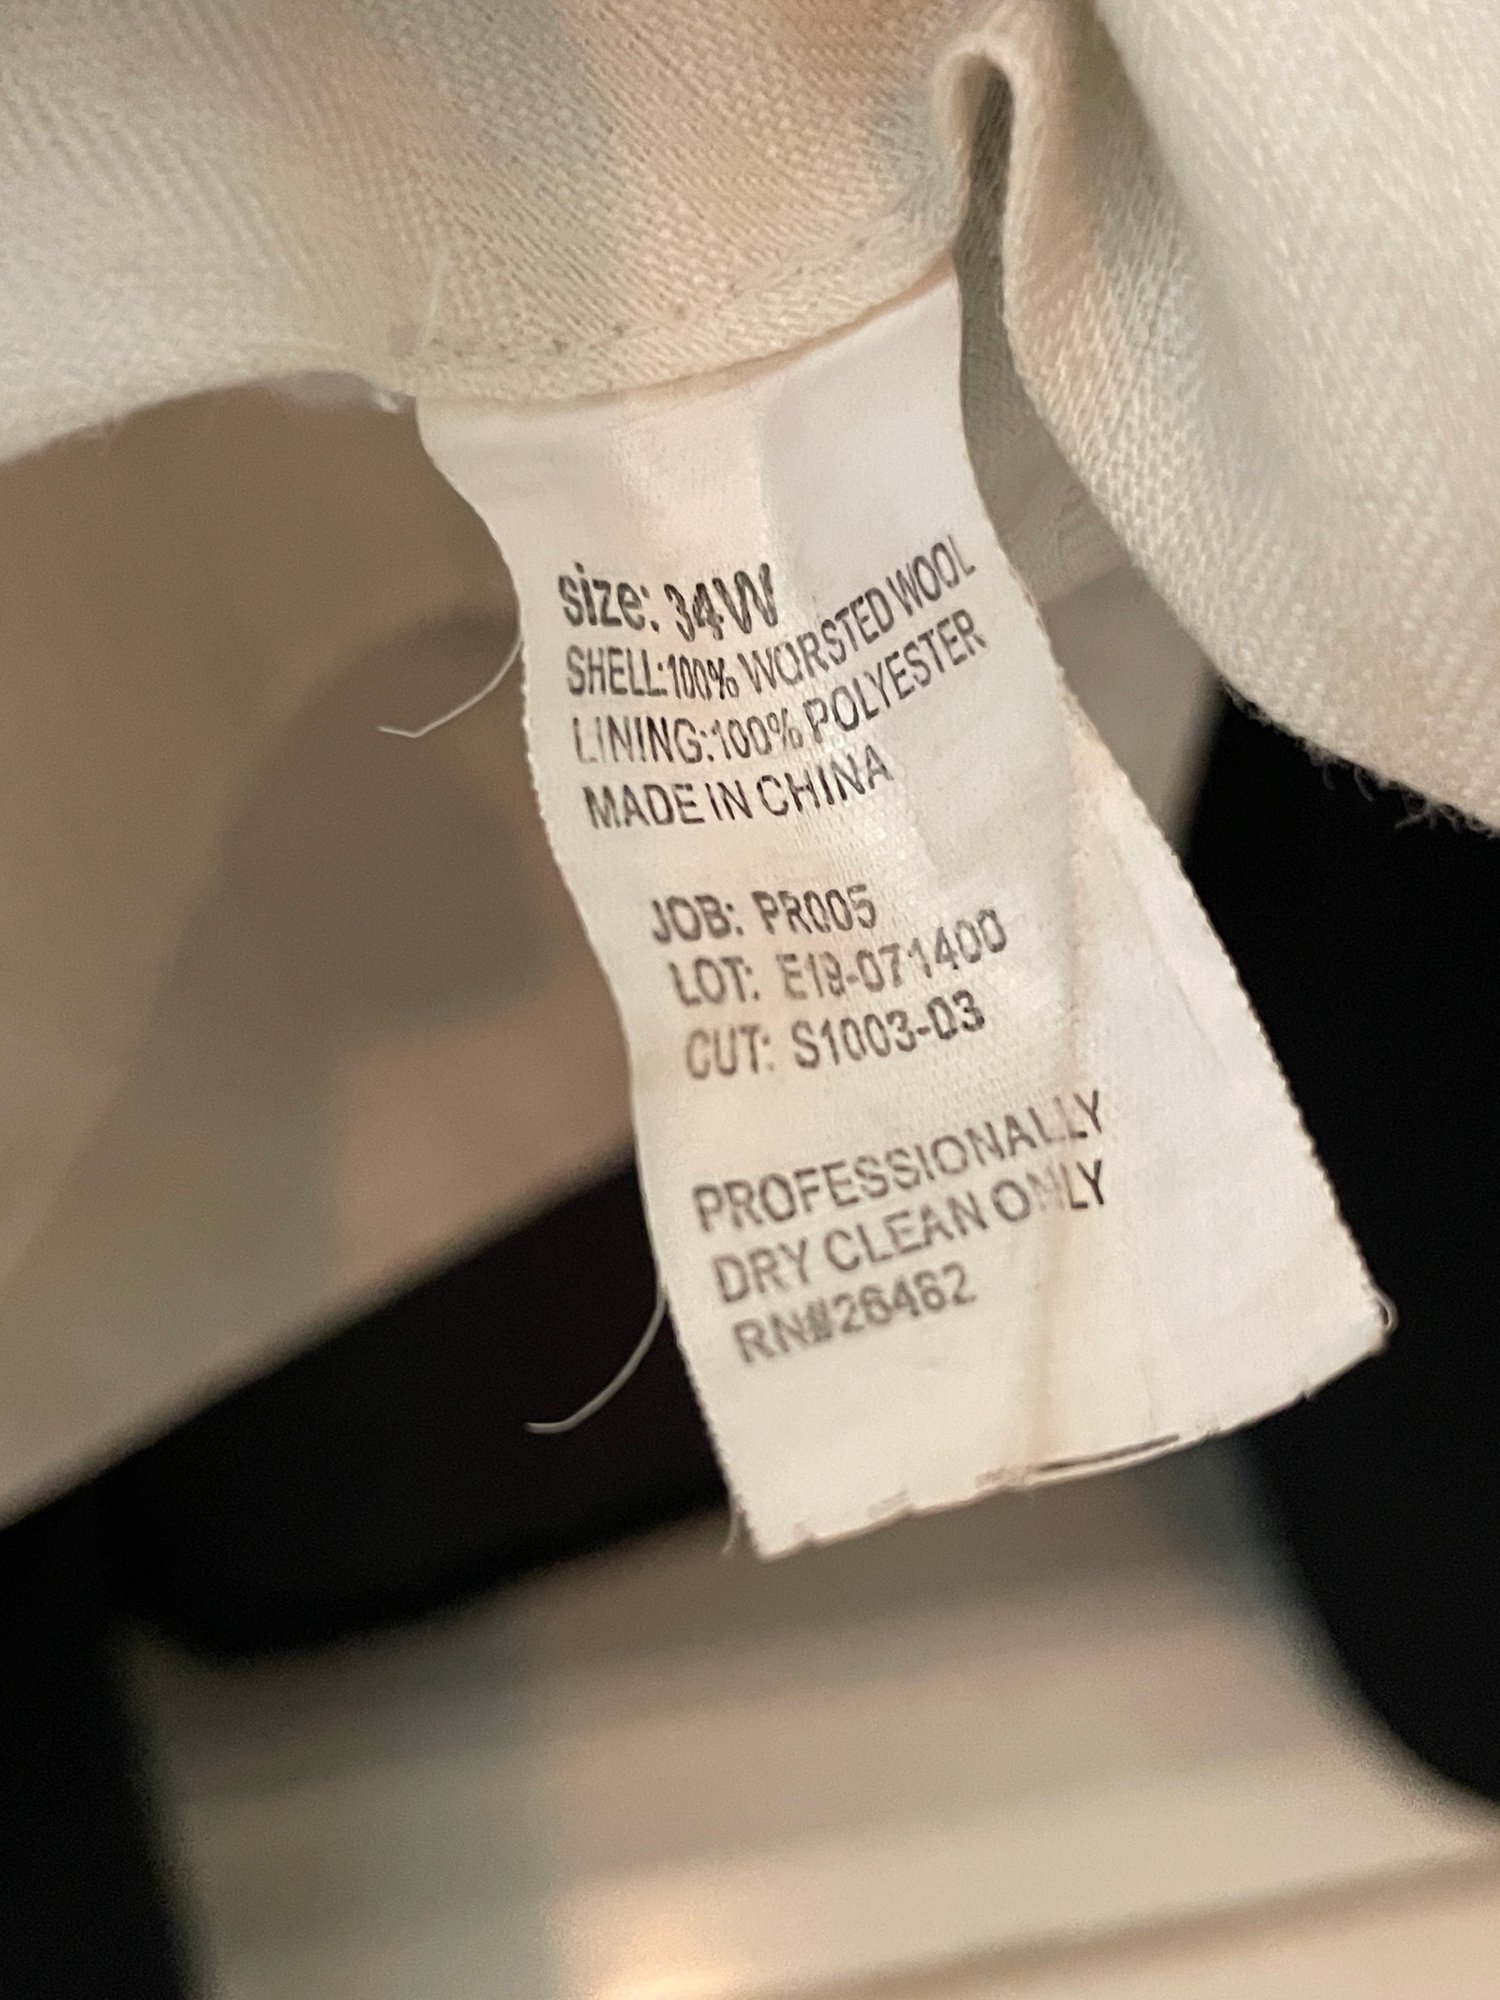 size: 34W
SHELL:100% WORSTED WOOL
LINING:100% POLYESTER
MADE IN CHINA
JOB: PR005
LOT: E19-071400
CUT: S1003-03
PROFESSIONALLY
DRY CLEAN ONLY
RN#26462